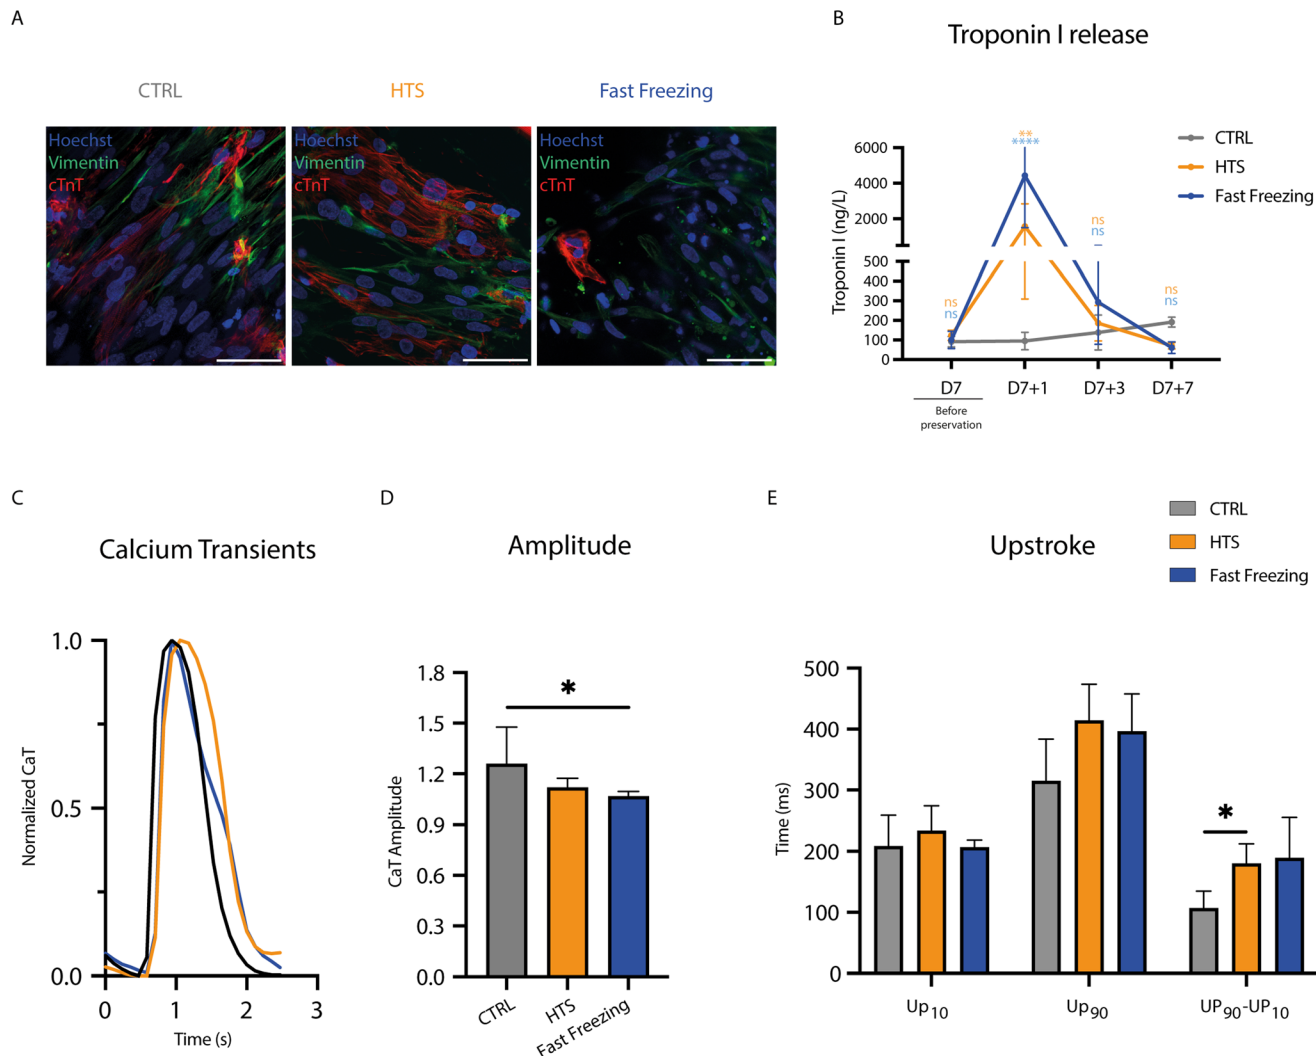 A
CTRL
HTS
Fast Freezing
Hoechst
Vimentin
cTnT
Hoechst
Vimentin
cTnT
Hoechst
Vimentin
cTnT
B
Troponin I release
CTRL
HTS
Fast Freezing
Troponin I (ng/L)
6000
4000
2000
500
400
300
200
100
0
ns
ns
**
****
ns
ns
ns
ns
D7
D7+1
D7+3
D7+7
Before
preservation
C
Calcium Transients
Normalized CaT
1.0
0.5
0.0
0
1
2
3
Time (s)
D
Amplitude
CaT Amplitude
1.8
1.5
1.2
0.9
0.6
0.3
0.0
*
CTRL
HTS
Fast Freezing
E
Upstroke
CTRL
HTS
Fast Freezing
Time (ms)
500
400
300
200
100
0
*
Up10
Up90
UP90-UP10